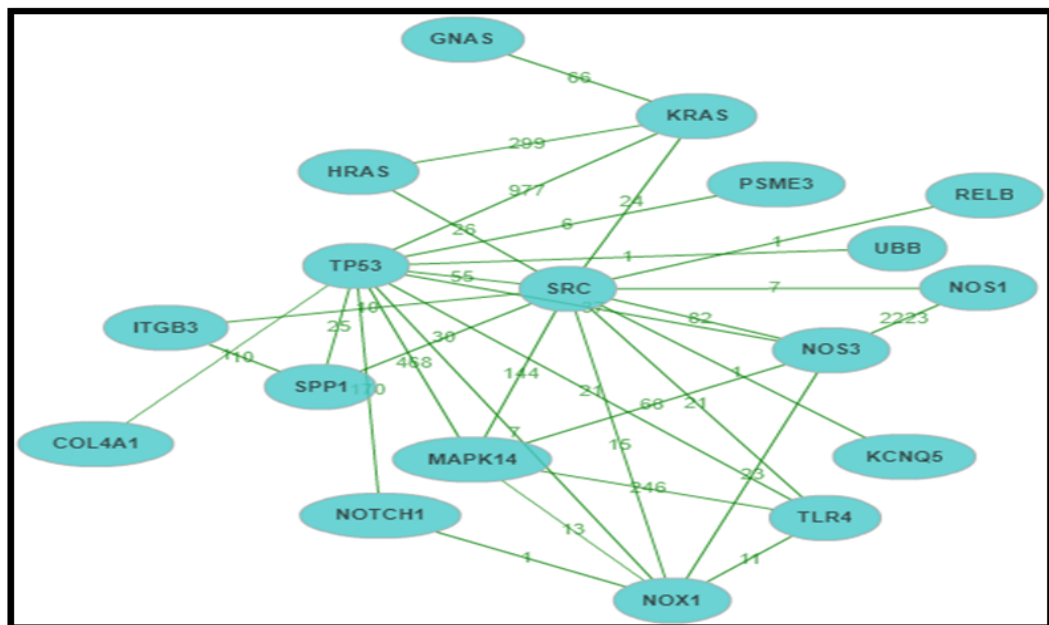 GNAS
66
KRAS
299
HRAS
PSME3
977
RELB
24
6
26
1
UBB
1
TP53
55
SRC
7
NOS1
10
37
82
2223
ITGB3
25
30
NOS3
110
468
144
1
SPP1
170
21
66
21
COL4A1
7
15
MAPK14
KCNQ5
23
246
NOTCH1
TLR4
13
1
11
NOX1